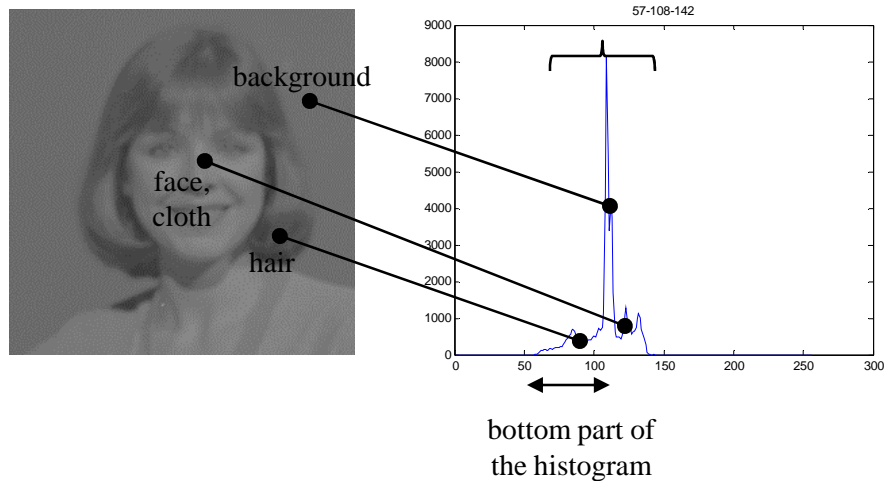 57-108-142
background
face,
cloth
hair
9000
8000
7000
6000
5000
4000
3000
2000
1000
0
0 50 100 150 200 250 300
bottom part of
the histogram